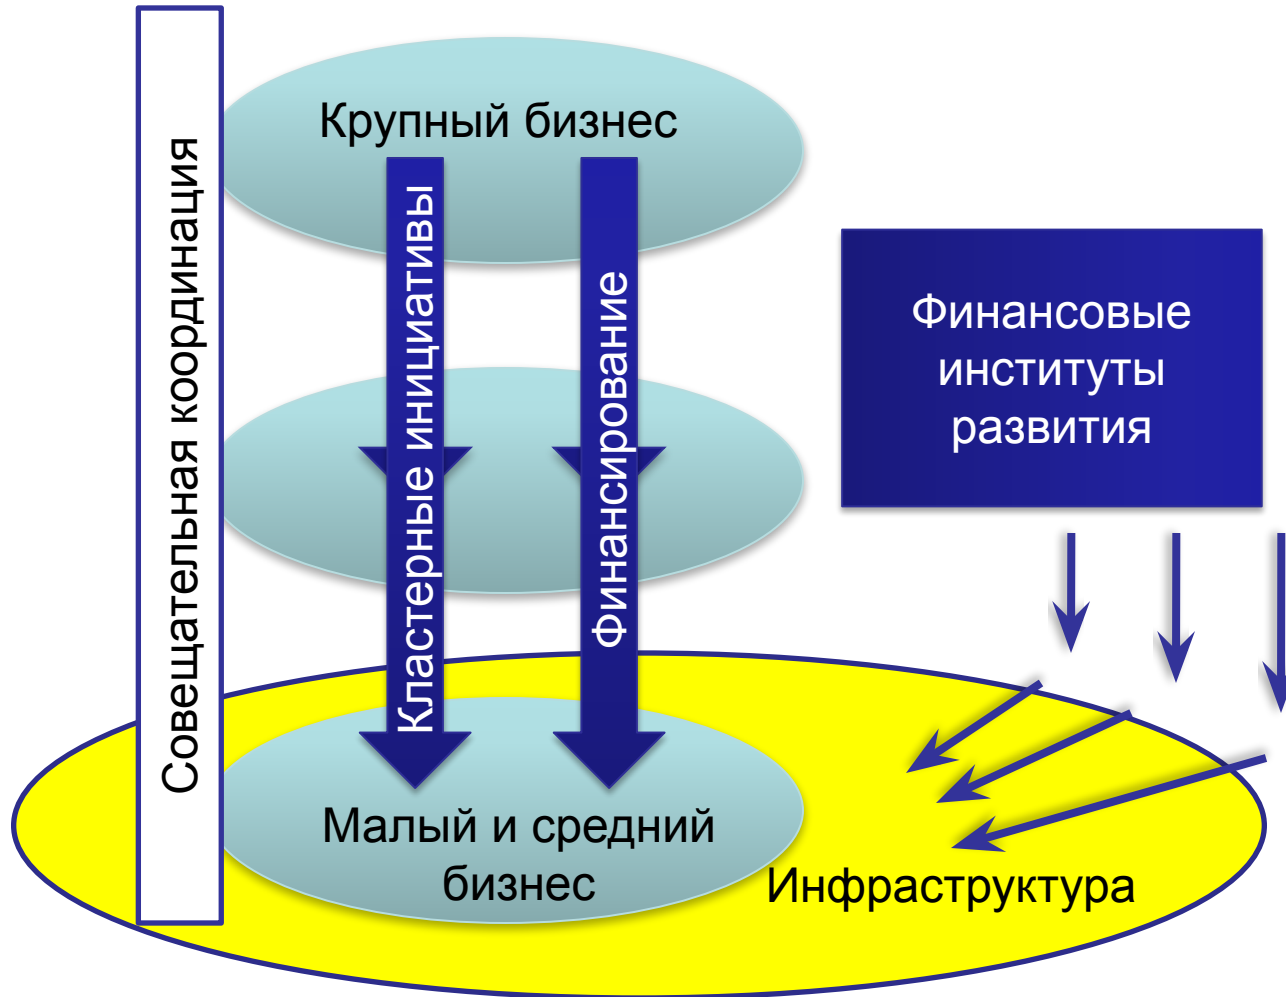 Совещательная координация
Крупный бизнес
Кластерные инициативы
Финансирование
Финансовые
институты
развития
Малый и средний
бизнес
Инфраструктура